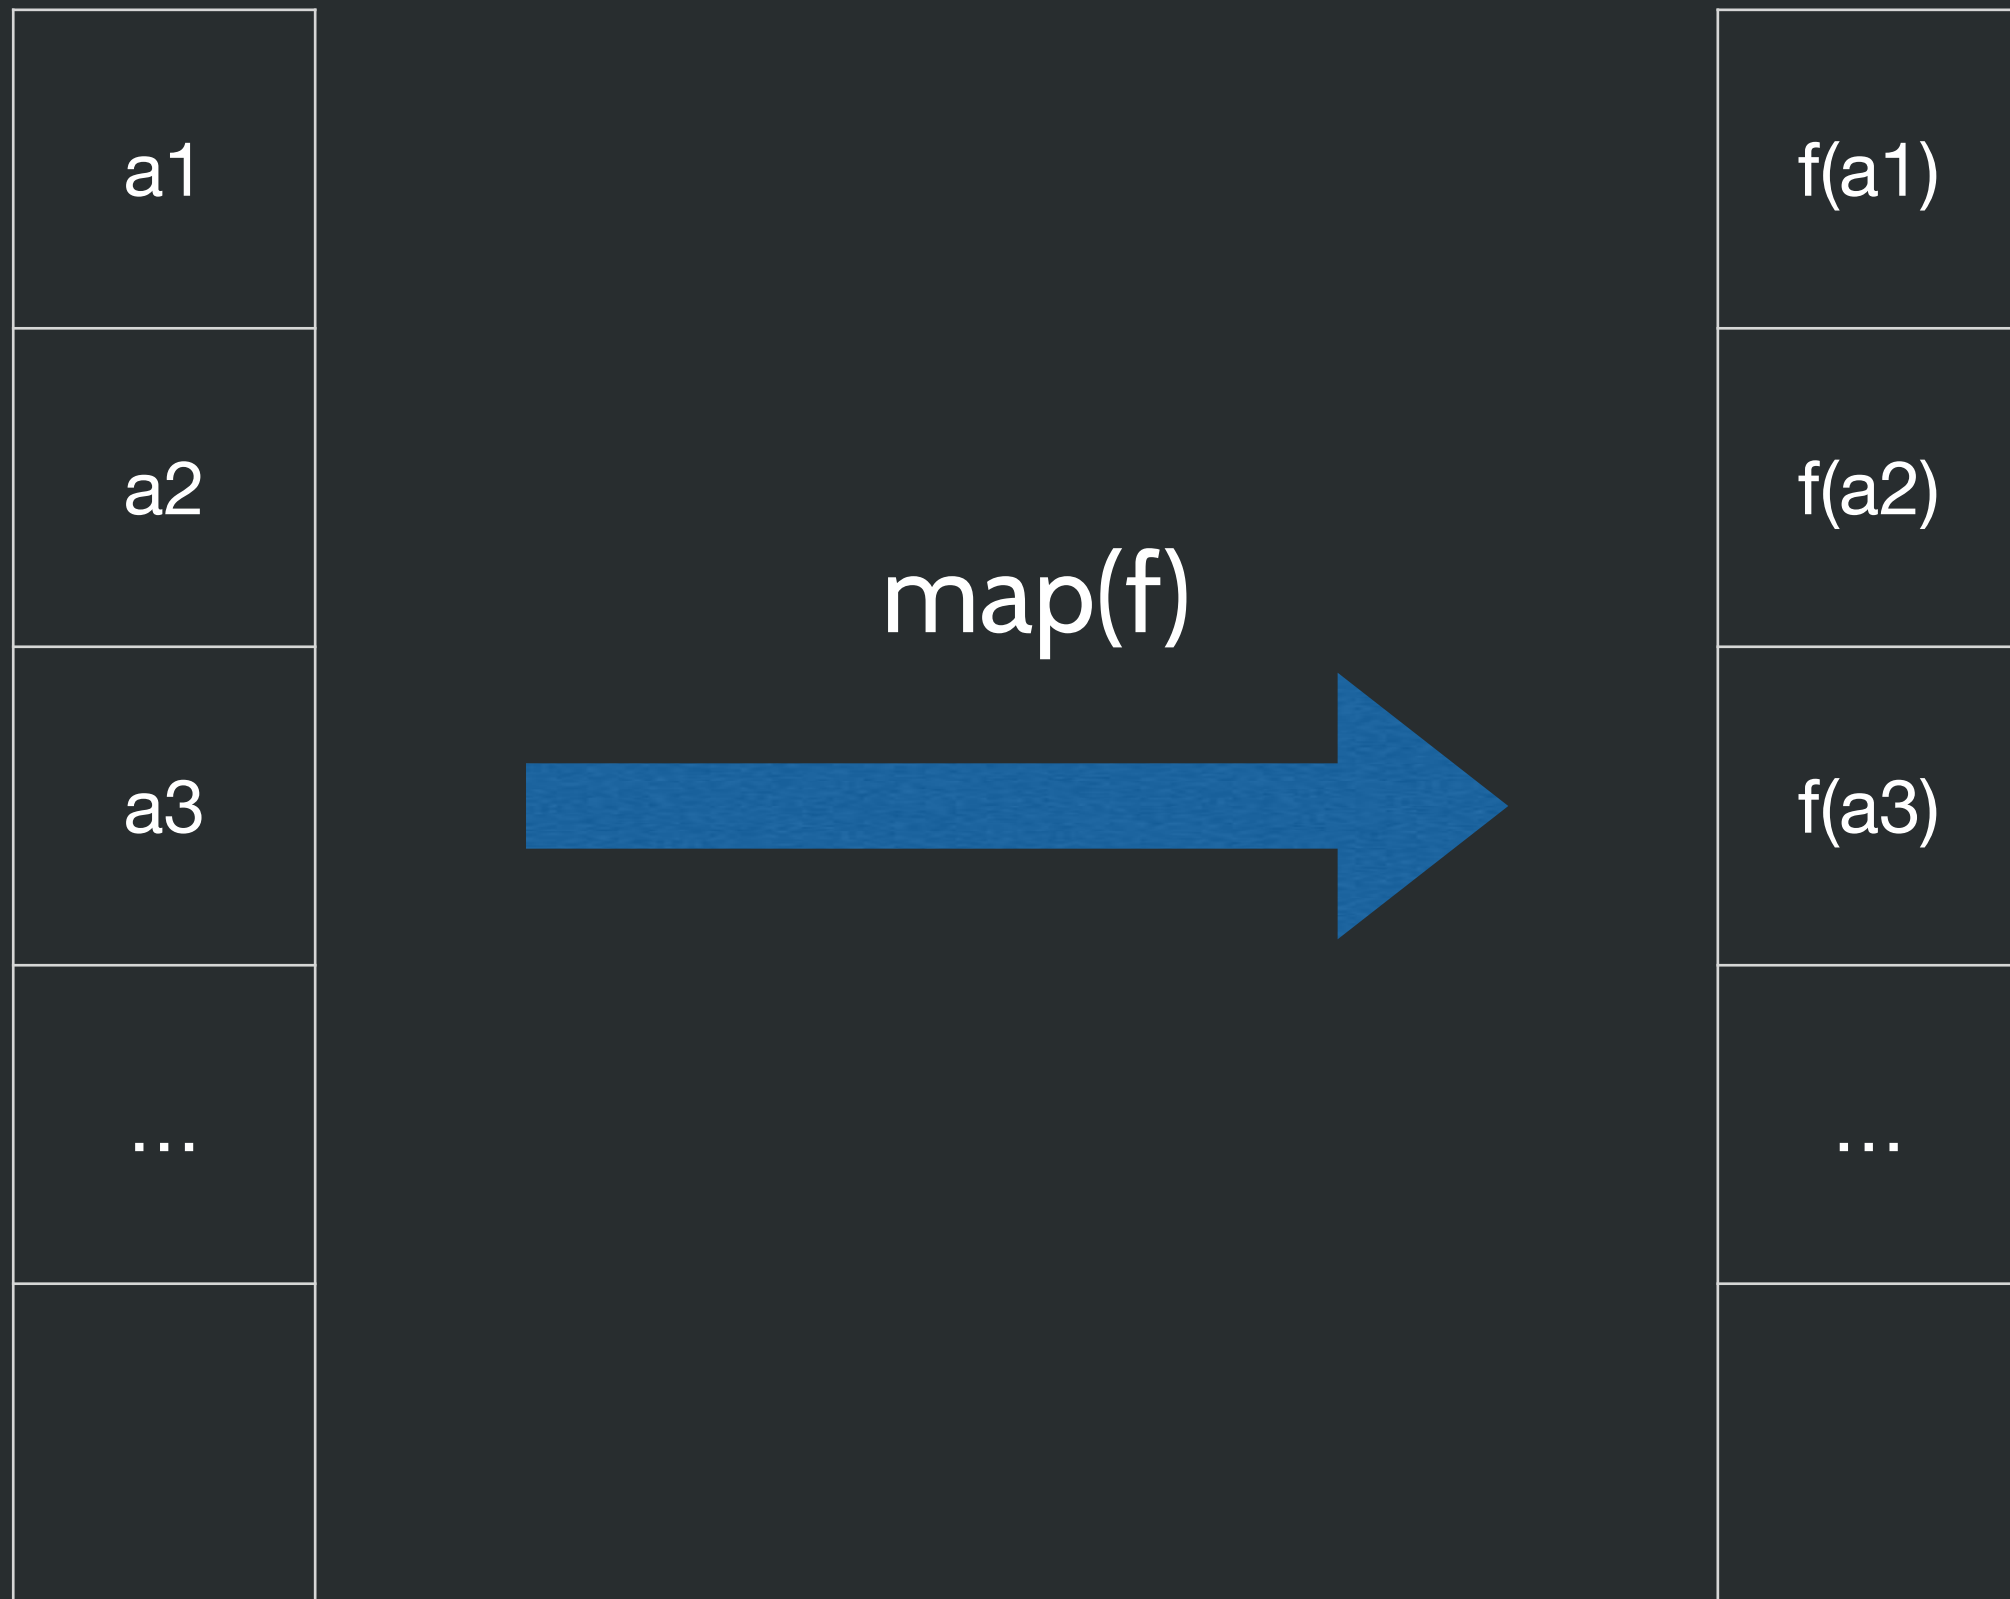 a1
f(a1)
a2
f(a2)
map(f)
a3
f(a3)
...
...